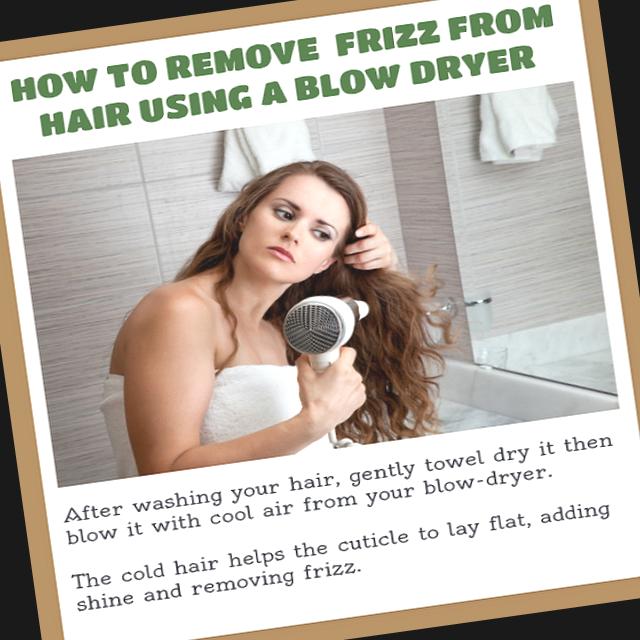 HOW TO REMOVE FRIZZ FROM
HAIR USING A BLOW DRYER
After washing your hair, gently towel dry it then
blow it with cool air from your blow-dryer.
The cold hair helps the cuticle to lay flat, adding
shine and removing frizz.